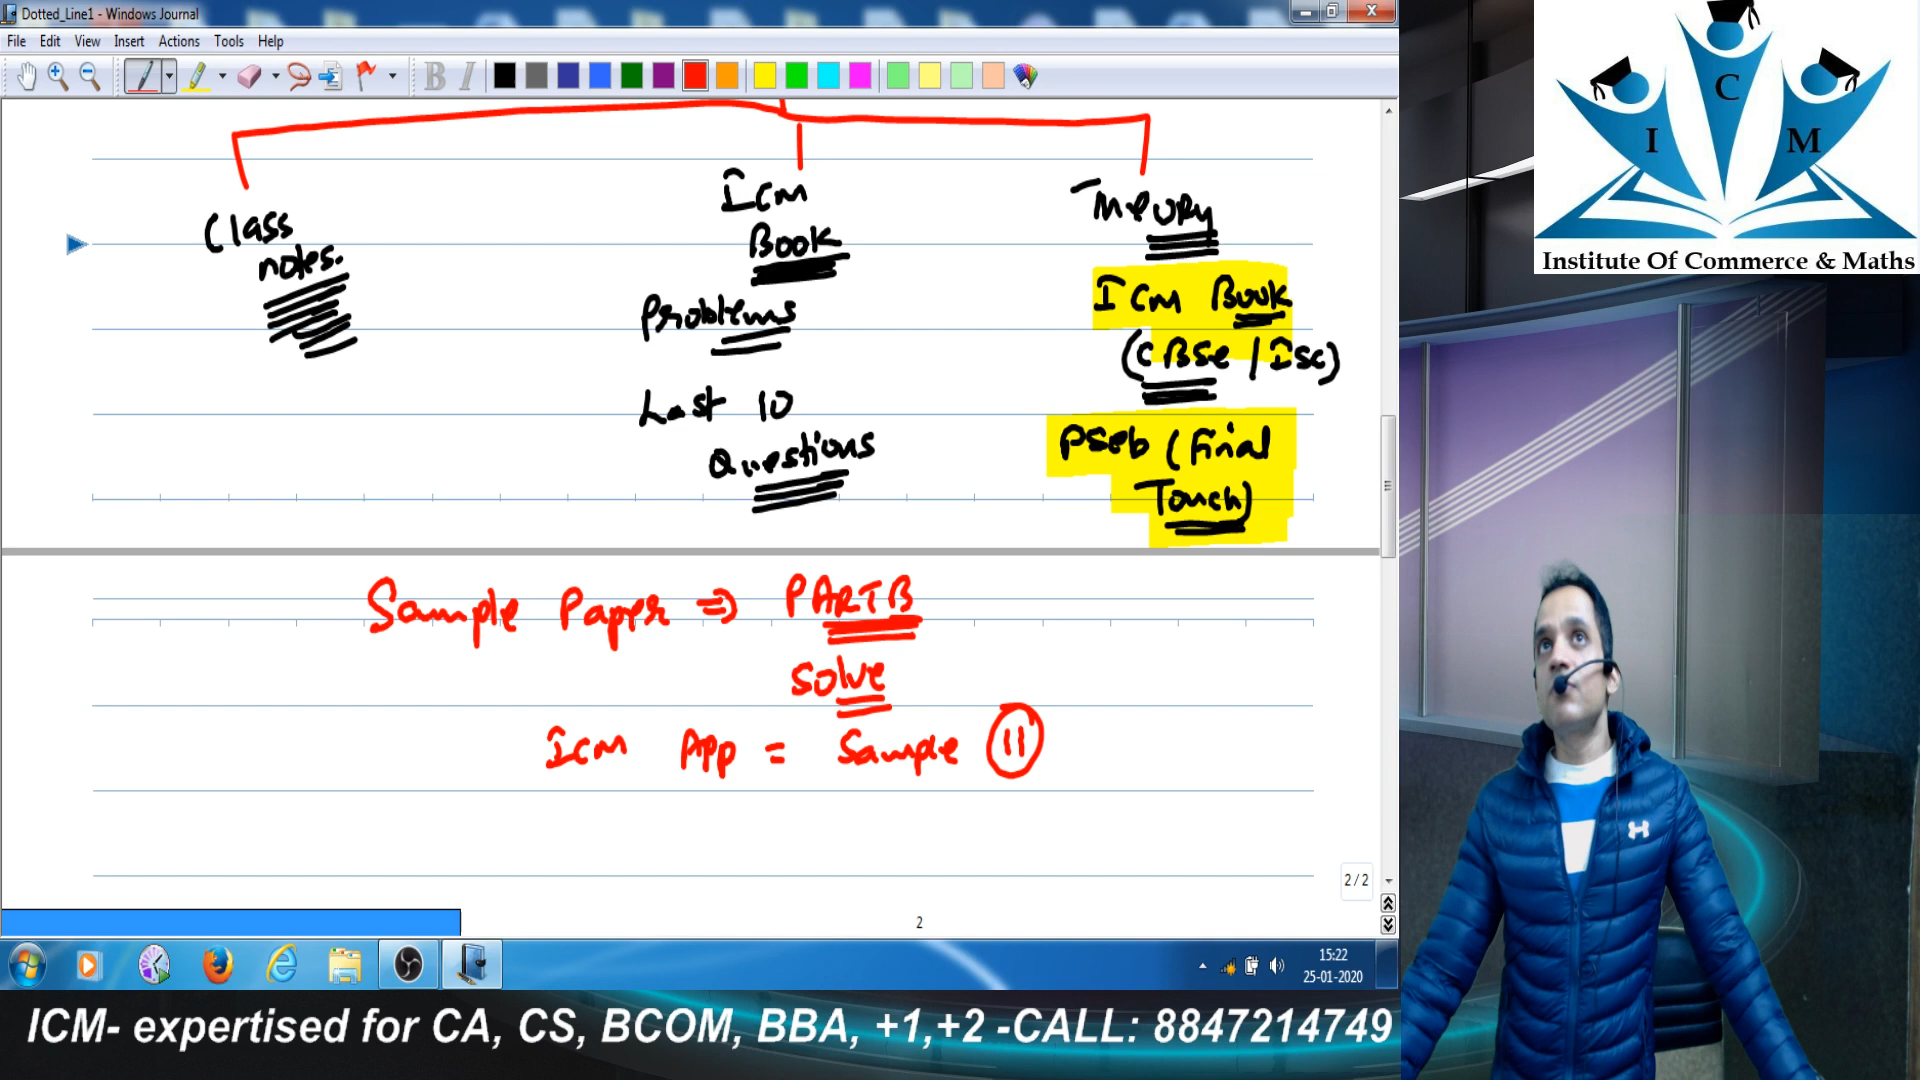 Dotted_Line1 - Windows Journal
File Edit View Insert Actions Tools Help
B I
Class
notes.
Icm
Book
Problems
Last 10
Questions
Theory
ICm Book
(CBSe / Isc)
PSeb (Final
Touch)
Sample Paper ⇒ PARTB
Solve
Icm App = Sample 11
2 / 2
2
15:22
25-01-2020
I C M
Institute Of Commerce & Maths
ICM- expertised for CA, CS, BCOM, BBA, +1,+2 -CALL: 8847214749